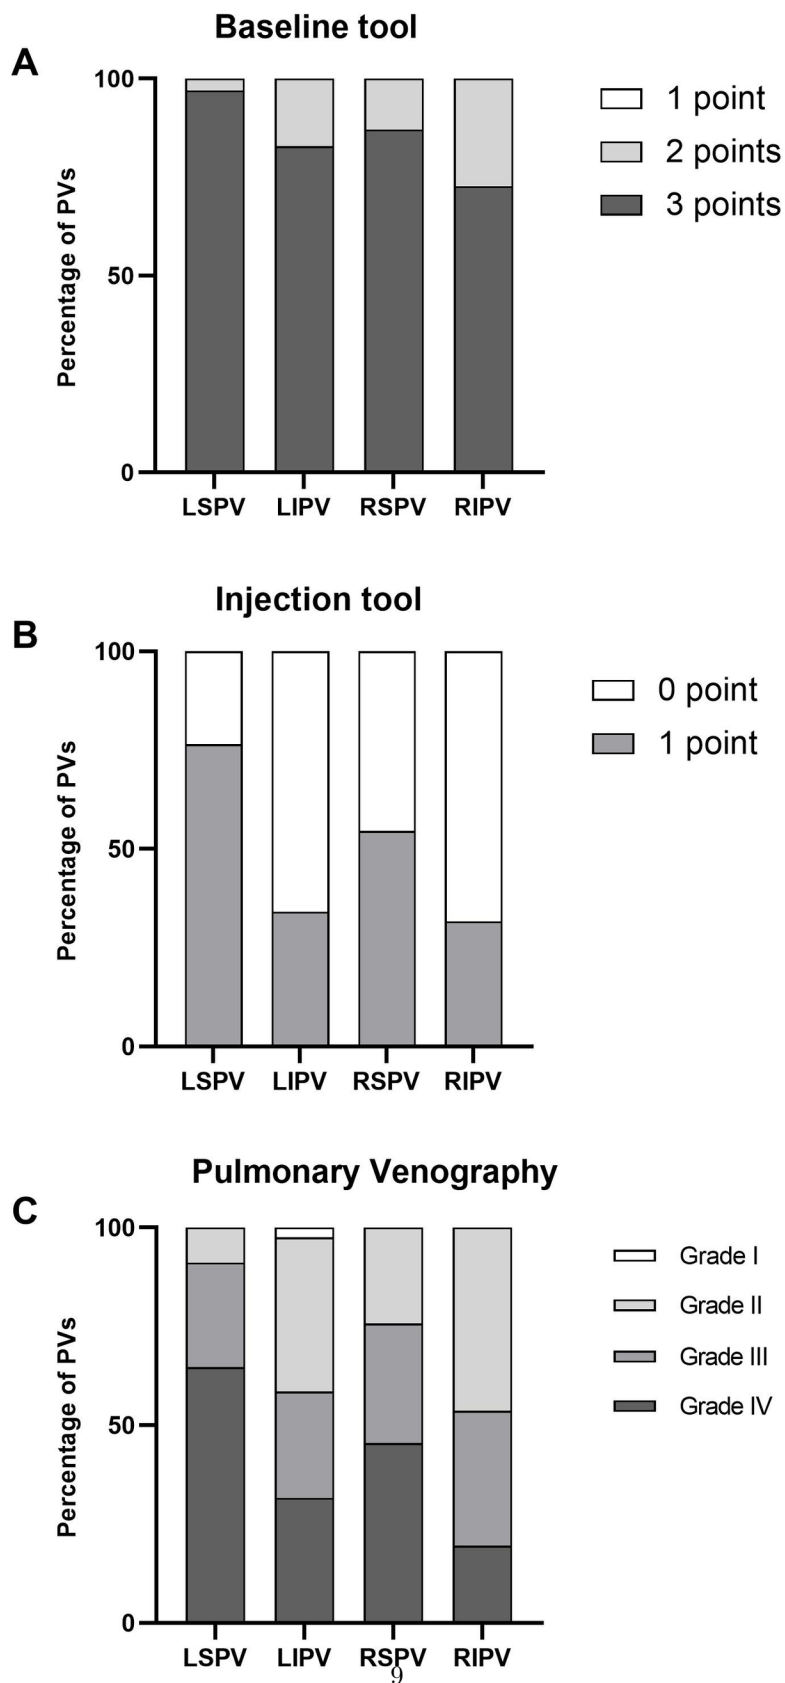 Baseline tool
A
Percentage of PVs
100
50
0
LSPV LIPV RSPV RIPV
1 point
2 points
3 points
Injection tool
B
Percentage of PVs
100
50
0
LSPV LIPV RSPV RIPV
0 point
1 point
Pulmonary Venography
C
Percentage of PVs
100
50
0
LSPV LIPV RSPV RIPV
Grade I
Grade II
Grade III
Grade IV
9